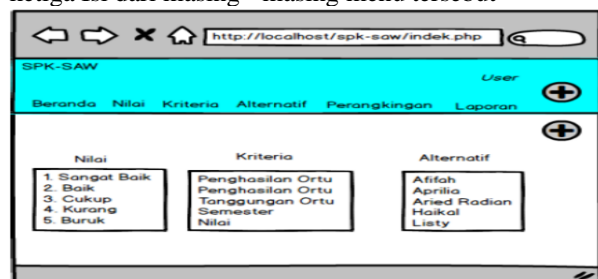 ketiga Isi dari masing - masing menu tersebut
http://localhost/spk-saw/indek.php
SPK-SAW
User
Beranda Nilai Kriteria Alternatif Perangkingan Laporan
Nilai
1. Sangat Baik
2. Baik
3. Cukup
4. Kurang
5. Buruk
Kriteria
Penghasilan Ortu
Penghasilan Ortu
Tanggungan Ortu
Semester
Nilai
Alternatif
Afifah
Aprilia
Aried Radian
Haikal
Listy